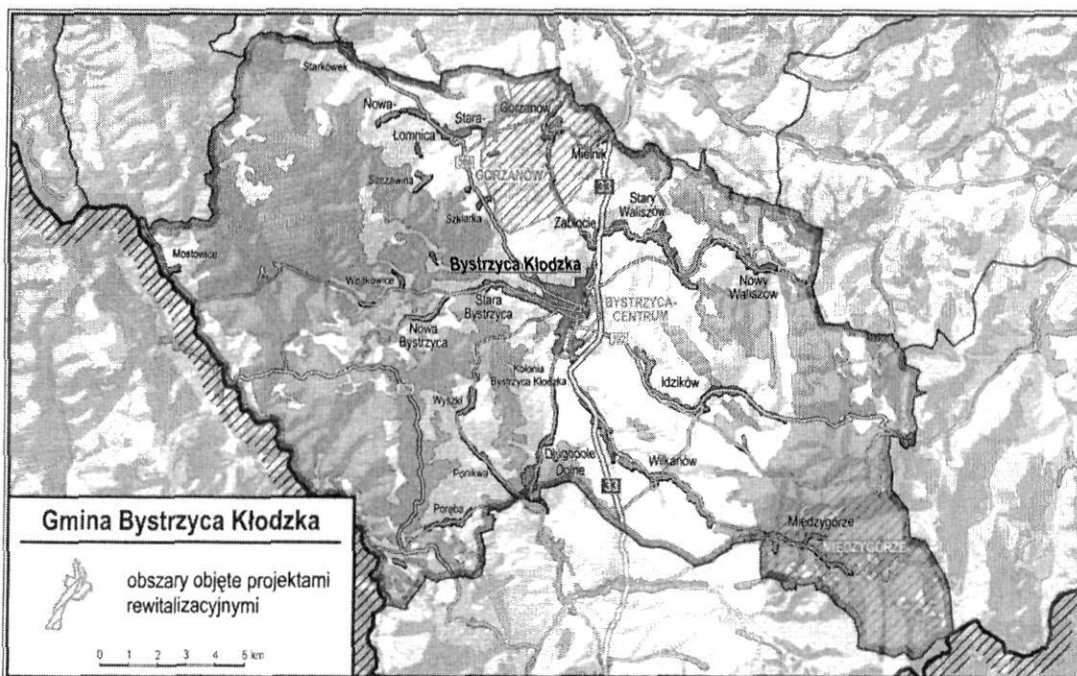 Starkówek
Nowa-
Stara-
Gorzanów
Łomnica
Mielnik
Szczawina
GORZANÓW
33
Stary
Waliszów
Szklarka
Zabłocie
Mostowice
Bystrzyca Kłodzka
Nowy
Waliszów
Wójtowice
Stara
Bystrzyca
BYSTRZYCA-
CENTRUM
Nowa
Bystrzyca
Kolonia
Bystrzyca Kłodzka
Idzików
Wyszki
Długopole
Dolne
Wilkanów
Ponikwa
33
Poręba
Międzygórze
MIĘDZYGÓRZE
Gmina Bystrzyca Kłodzka
obszary objęte projektami
rewitalizacyjnymi
0 1 2 3 4 5 km